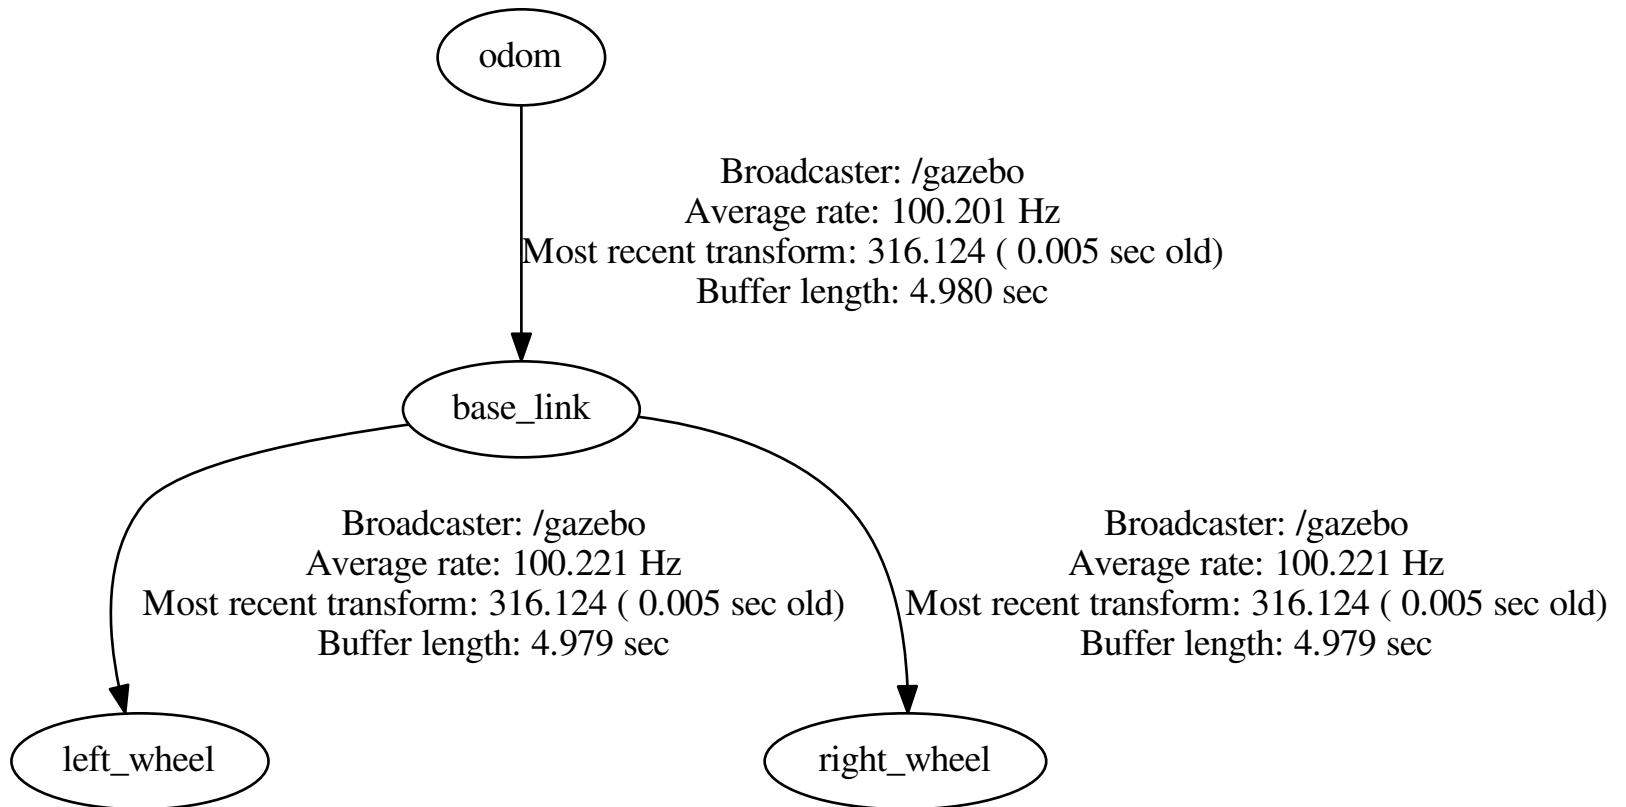 odom
Broadcaster: /gazebo
Average rate: 100.201 Hz
Most recent transform: 316.124 ( 0.005 sec old)
Buffer length: 4.980 sec
base_link
Broadcaster: /gazebo
Average rate: 100.221 Hz
Most recent transform: 316.124 ( 0.005 sec old)
Buffer length: 4.979 sec
Broadcaster: /gazebo
Average rate: 100.221 Hz
Most recent transform: 316.124 ( 0.005 sec old)
Buffer length: 4.979 sec
left_wheel
right_wheel